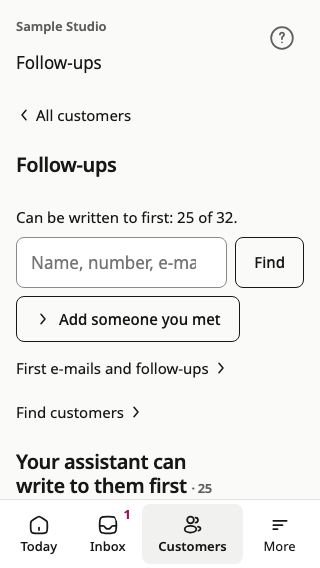 Sample Studio
Follow-ups
?
All customers
Follow-ups
Can be written to first: 25 of 32.
Name, number, e-ma
Find
Add someone you met
First e-mails and follow-ups
Find customers
Your assistant can
write to them first · 25
1
Today
Inbox
Customers
More